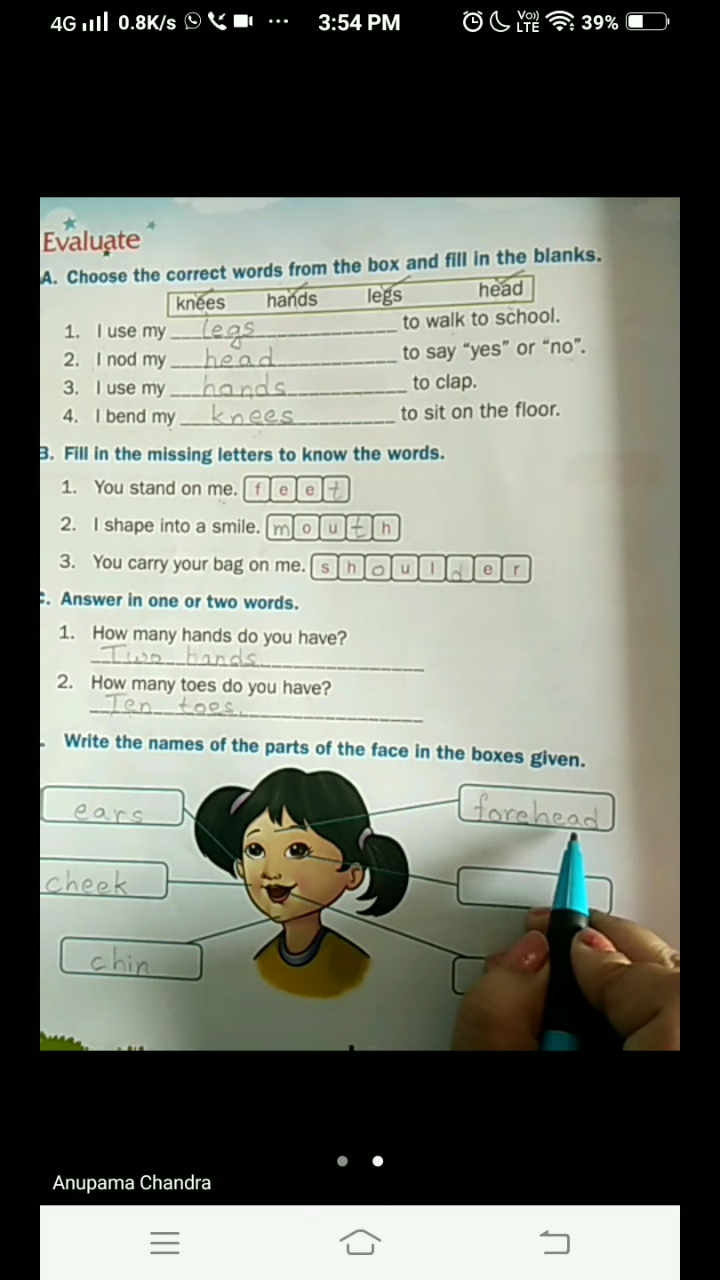 4G 0.8K/s ... 3:54 PM VoD LTE 39%
Evaluate
A. Choose the correct words from the box and fill in the blanks.
knees hands legs head
1. I use my legs to walk to school.
2. I nod my head to say “yes” or “no”.
3. I use my hands to clap.
4. I bend my knees to sit on the floor.
B. Fill in the missing letters to know the words.
1. You stand on me. feet
2. I shape into a smile. mouth
3. You carry your bag on me. shoulder
C. Answer in one or two words.
1. How many hands do you have?
Two hands
2. How many toes do you have?
Ten toes.
Write the names of the parts of the face in the boxes given.
ears forehead
cheek
chin
Anupama Chandra